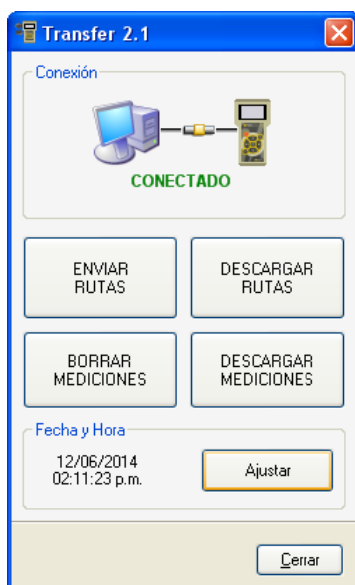 Transfer 2.1
Conexión
CONECTADO
ENVIAR
RUTAS
DESCARGAR
RUTAS
BORRAR
MEDICIONES
DESCARGAR
MEDICIONES
Fecha y Hora
12/06/2014
02:11:23 p.m.
Ajustar
Cerrar